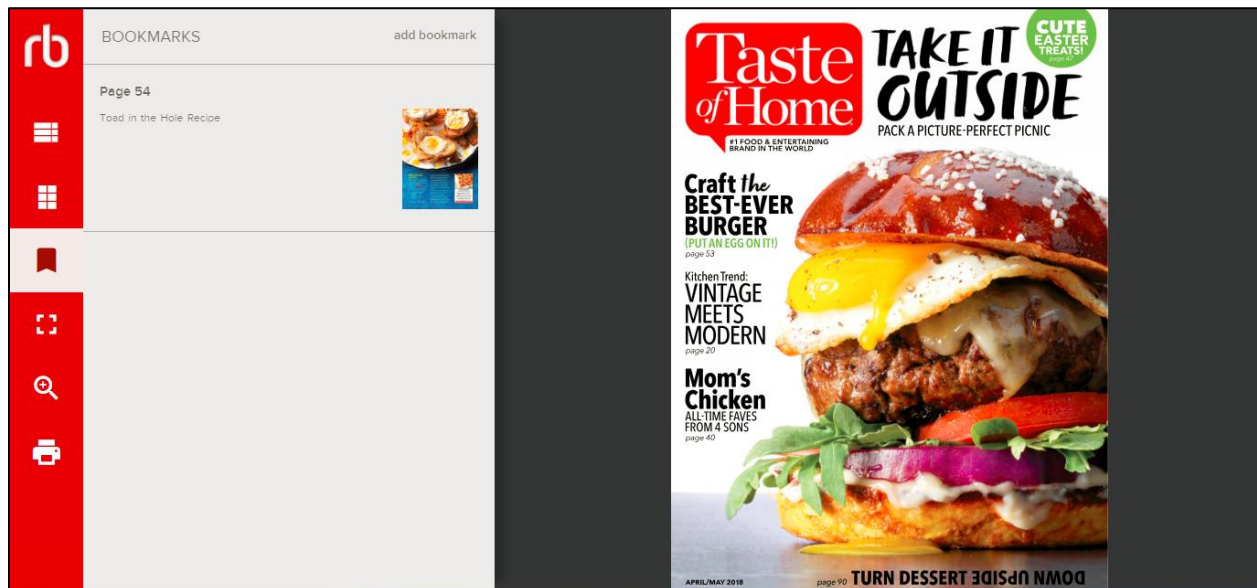 rb
BOOKMARKS
add bookmark
Page 54
Toad in the Hole Recipe
Taste
of Home
#1 FOOD & ENTERTAINING
BRAND IN THE WORLD
TAKE IT
OUTSIDE
PACK A PICTURE-PERFECT PICNIC
CUTE
EASTER
TREATS!
page 47
Craft the
BEST-EVER
BURGER
(PUT AN EGG ON IT!)
page 53
Kitchen Trend:
VINTAGE
MEETS
MODERN
page 20
Mom's
Chicken
ALL-TIME FAVES
FROM 4 SONS
page 40
APRIL/MAY 2018
page 90 TURN DESSERT UPSIDE DOWN